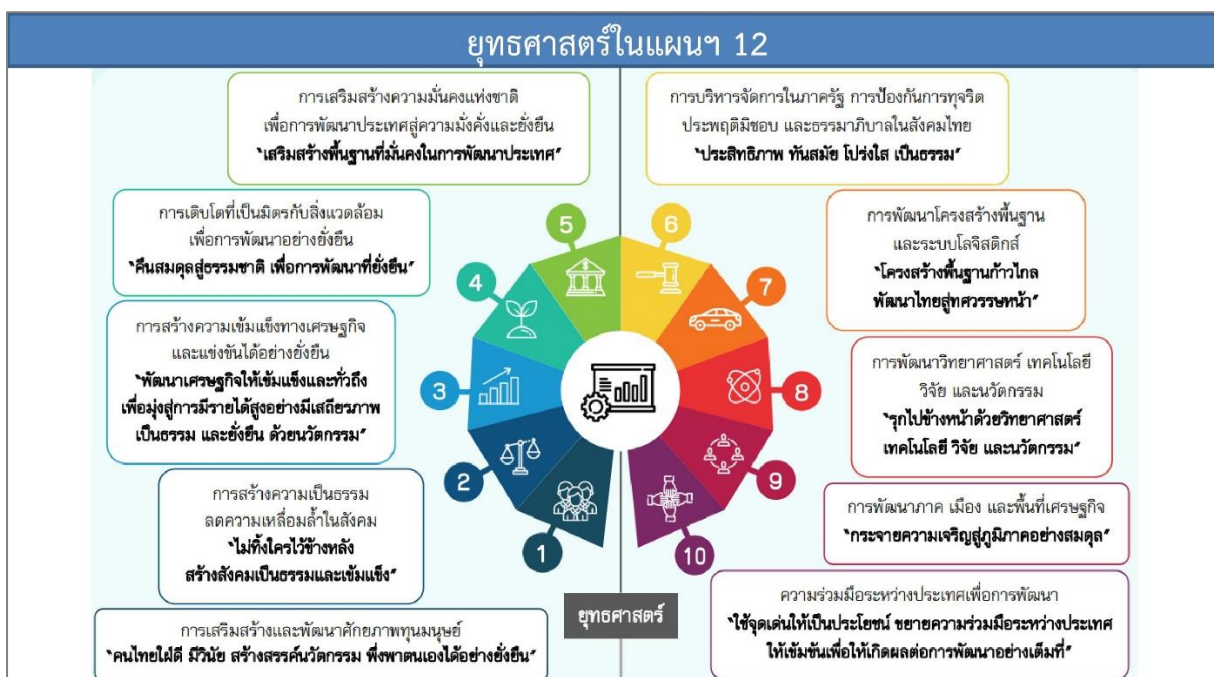 ยุทธศาสตร์ในแผนฯ 12
การเสริมสร้างความมั่นคงแห่งชาติ
เพื่อการพัฒนาประเทศสู่ความมั่งคั่งและยั่งยืน
“เสริมสร้างพื้นฐานที่มั่นคงในการพัฒนาประเทศ”
การเติบโตที่เป็นมิตรกับสิ่งแวดล้อม
เพื่อการพัฒนาอย่างยั่งยืน
“คืนสมดุลสู่ธรรมชาติ เพื่อการพัฒนาที่ยั่งยืน”
การสร้างความเข้มแข็งทางเศรษฐกิจ
และแข่งขันได้อย่างยั่งยืน
“พัฒนาเศรษฐกิจให้เข้มแข็งและทั่วถึง
เพื่อมุ่งสู่การมีรายได้สูงอย่างมีเสถียรภาพ
เป็นธรรม และยั่งยืน ด้วยนวัตกรรม”
การสร้างความเป็นธรรม
ลดความเหลื่อมล้ำในสังคม
“ไม่ทิ้งใครไว้ข้างหลัง
สร้างสังคมเป็นธรรมและเข้มแข็ง”
การเสริมสร้างและพัฒนาศักยภาพทุนมนุษย์
“คนไทยใฝ่ดี มีวินัย สร้างสรรค์นวัตกรรม พึ่งพาตนเองได้อย่างยั่งยืน”
5
4
3
2
1
6
7
8
9
10
ยุทธศาสตร์
การบริหารจัดการในภาครัฐ การป้องกันการทุจริต
ประพฤติมิชอบ และธรรมาภิบาลในสังคมไทย
“ประสิทธิภาพ ทันสมัย โปร่งใส เป็นธรรม”
การพัฒนาโครงสร้างพื้นฐาน
และระบบโลจิสติกส์
“โครงสร้างพื้นฐานก้าวไกล
พัฒนาไทยสู่ทศวรรษหน้า”
การพัฒนาวิทยาศาสตร์ เทคโนโลยี
วิจัย และนวัตกรรม
“รุกไปข้างหน้าด้วยวิทยาศาสตร์
เทคโนโลยี วิจัย และนวัตกรรม”
การพัฒนาภาค เมือง และพื้นที่เศรษฐกิจ
“กระจายความเจริญสู่ภูมิภาคอย่างสมดุล”
ความร่วมมือระหว่างประเทศเพื่อการพัฒนา
“ใช้จุดเด่นให้เป็นประโยชน์ ขยายความร่วมมือระหว่างประเทศ
ให้เข้มข้นเพื่อให้เกิดผลต่อการพัฒนาอย่างเต็มที่”